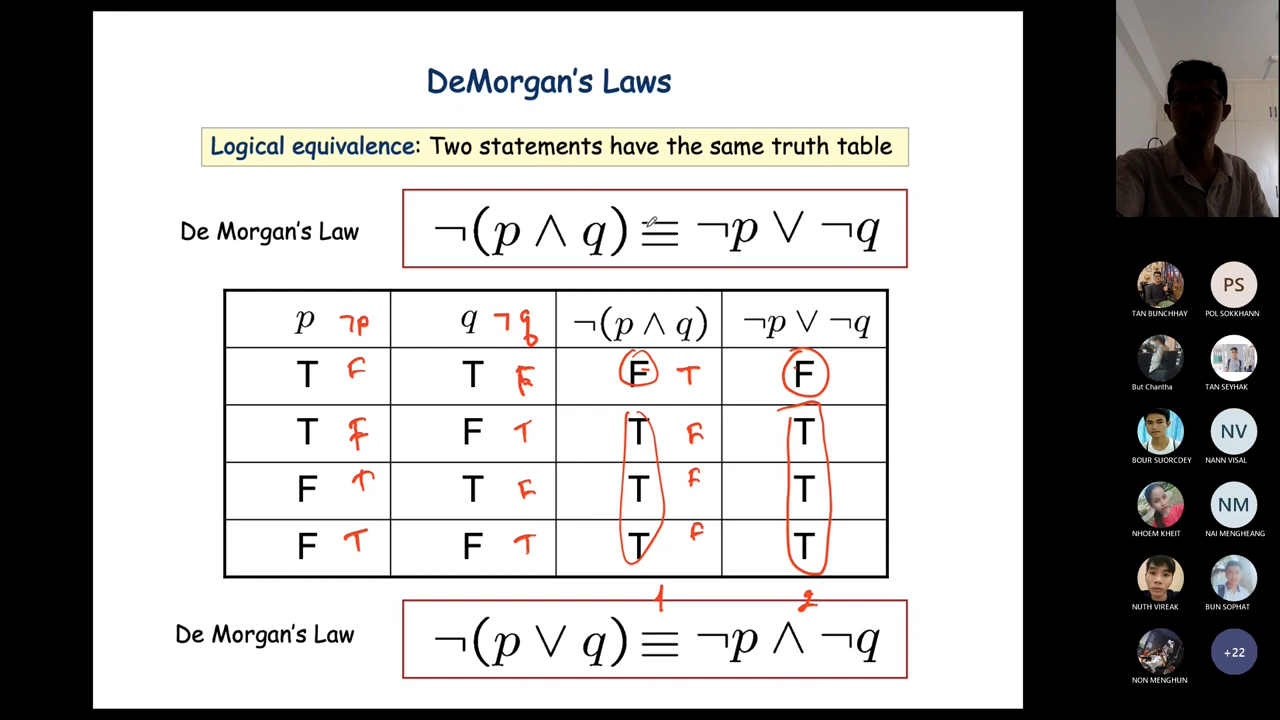 DeMorgan's Laws
Logical equivalence: Two statements have the same truth table
De Morgan's Law
¬(p ∧ q) ≡ ¬p ∨ ¬q
p ¬p q ¬q ¬(p ∧ q) ¬p ∨ ¬q
T F T F F T F
T F F T T F T
F T T F T F T
F T F T T F T
1 2
De Morgan's Law
¬(p ∨ q) ≡ ¬p ∧ ¬q
PS
TAN BUNCHHAY POL SOKKHANN
But Chantha TAN SEYHAK
NV
BOUR SUORCDEY NANN VISAL
NM
NHOEM KHEIT NAI MENGHEANG
NUTH VIREAK BUN SOPHAT
+22
NON MENGHUN